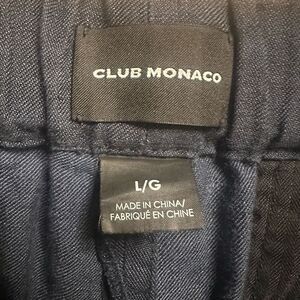 CLUB MONACO
L/G
MADE IN CHINA/
FABRIQUÉ EN CHINE